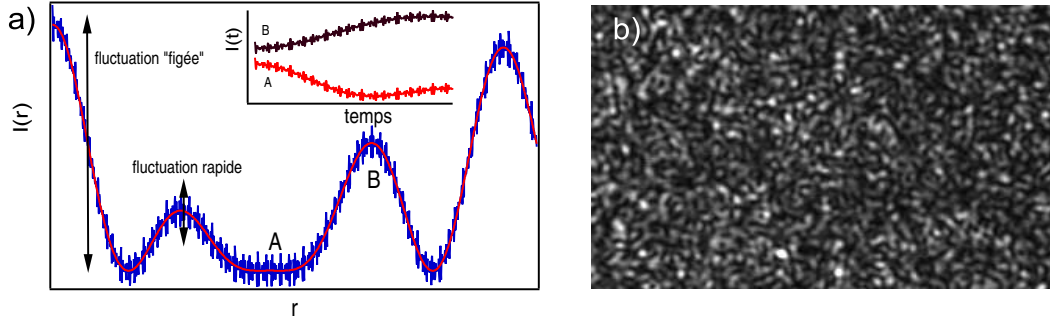 a)
fluctuation "figée"
I(r)
fluctuation rapide
A
B
r
I(t)
B
A
temps
b)